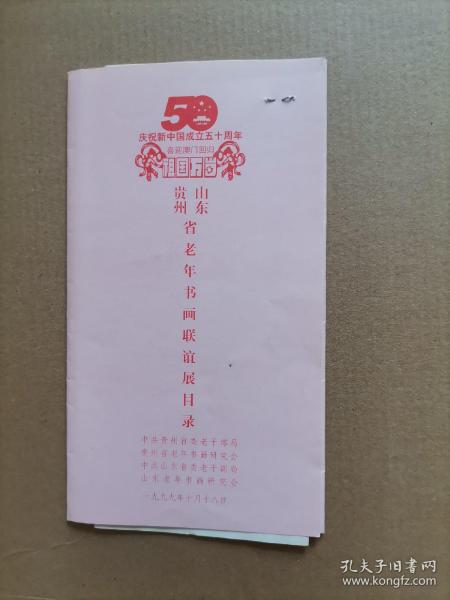 50
庆祝新中国成立五十周年
喜迎澳门回归
祖国万岁
山东
贵州
省老年书画联谊展目录
中共贵州省委老干部局
贵州省老年书画研究会
中共山东省委老干部局
山东老年书画研究会
一九九九年十月十八日
孔夫子旧书网
www.kongfz.com